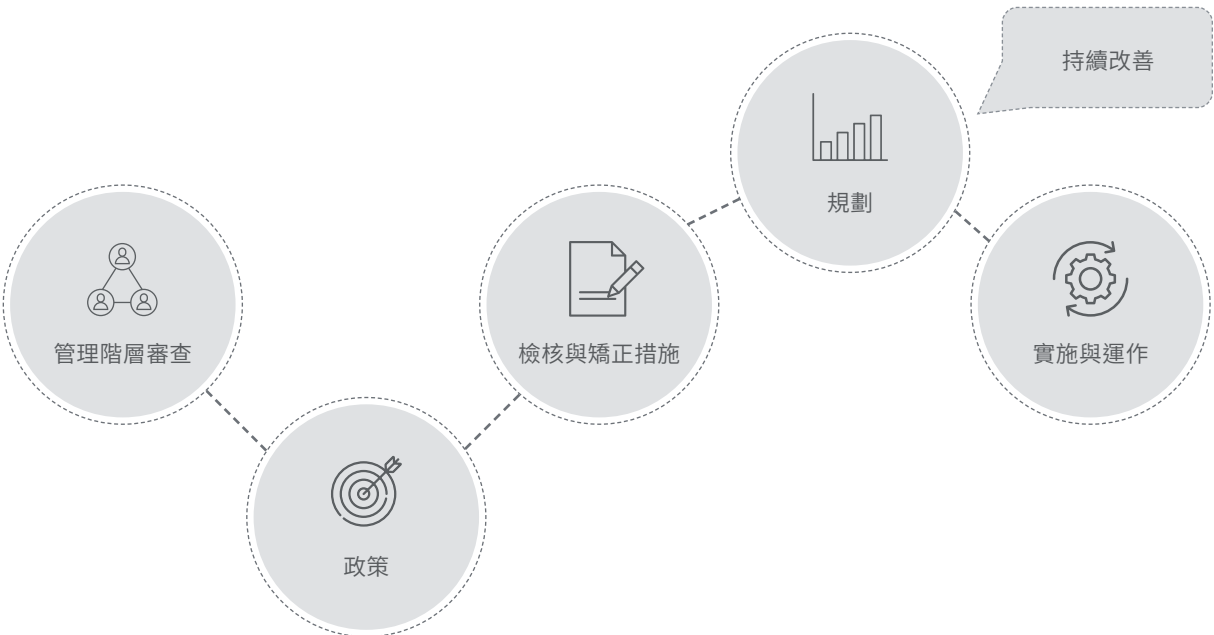 持續改善
規劃
管理階層審查
檢核與矯正措施
實施與運作
政策